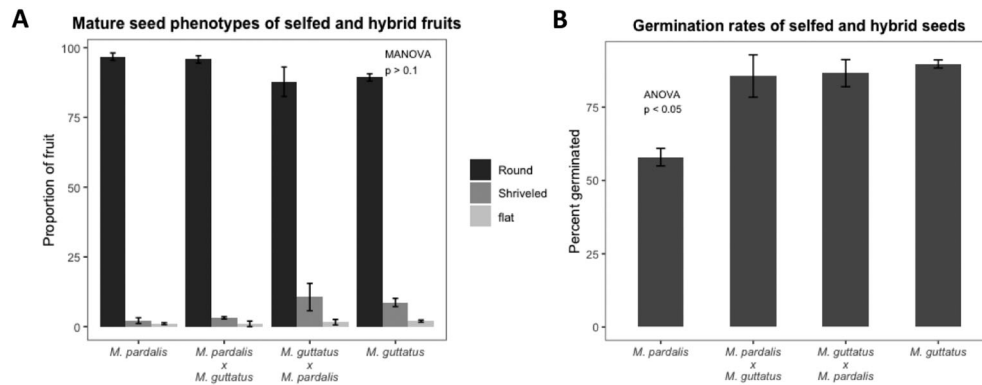 A
Mature seed phenotypes of selfed and hybrid fruits
MANOVA
p > 0.1
100
75
50
25
0
Proportion of fruit
M. pardalis
M. pardalis
x
M. guttatus
M. guttatus
x
M. pardalis
M. guttatus
Round
Shriveled
flat
B
Germination rates of selfed and hybrid seeds
ANOVA
p < 0.05
75
50
25
0
Percent germinated
M. pardalis
M. pardalis
x
M. guttatus
M. guttatus
x
M. pardalis
M. guttatus